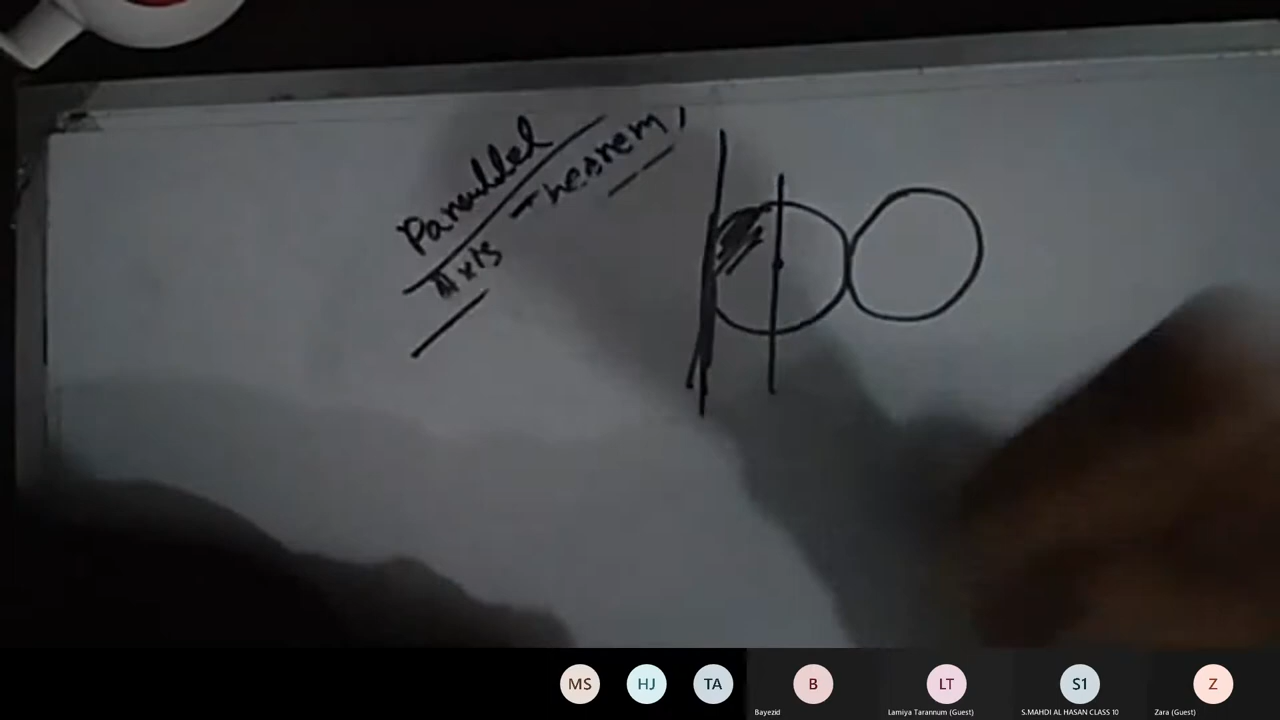 Parallel
Axis Theorem,
MS
HJ
TA
B
LT
S1
Z
Bayezid
Lamiya Tarannum (Guest)
S.MAHDI AL HASAN CLASS 10
Zara (Guest)